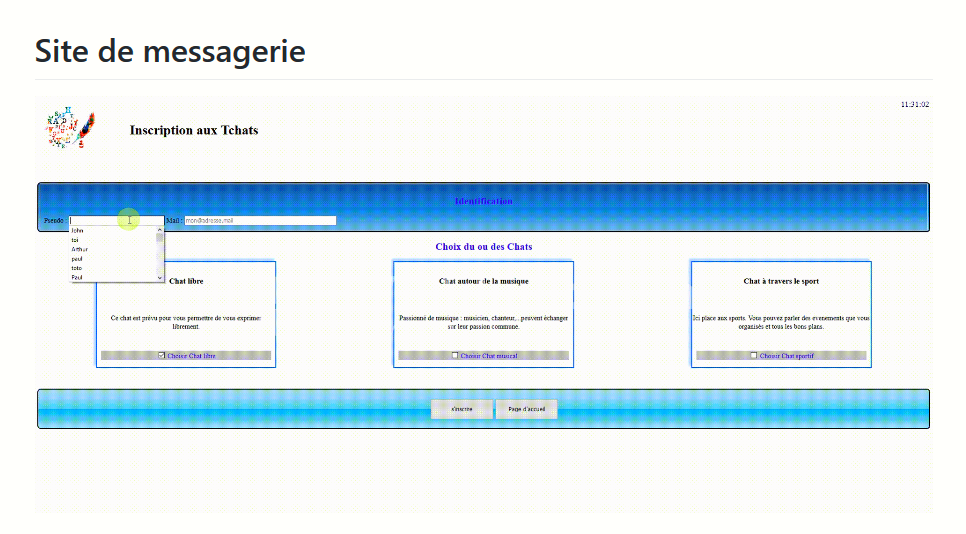 Site de messagerie
11:31:02
Inscription aux Tchats
Identification
Pseudo : Mail : mon@adresse.mail
John
toi
Arthur
paul
toto
Paul
Choix du ou des Chats
Chat libre
Ce chat est prévu pour vous permettre de vous exprimer
librement.
Choisir Chat libre
Chat autour de la musique
Passionné de musique : musicien, chanteur,.. peuvent échanger
sur leur passion commune.
Choisir Chat musical
Chat à travers le sport
Ici place aux sports. Vous pouvez parler des evenements que vous
organisés et tous les bons plans.
Choisir Chat sportif
s'inscrire Page d'accueil